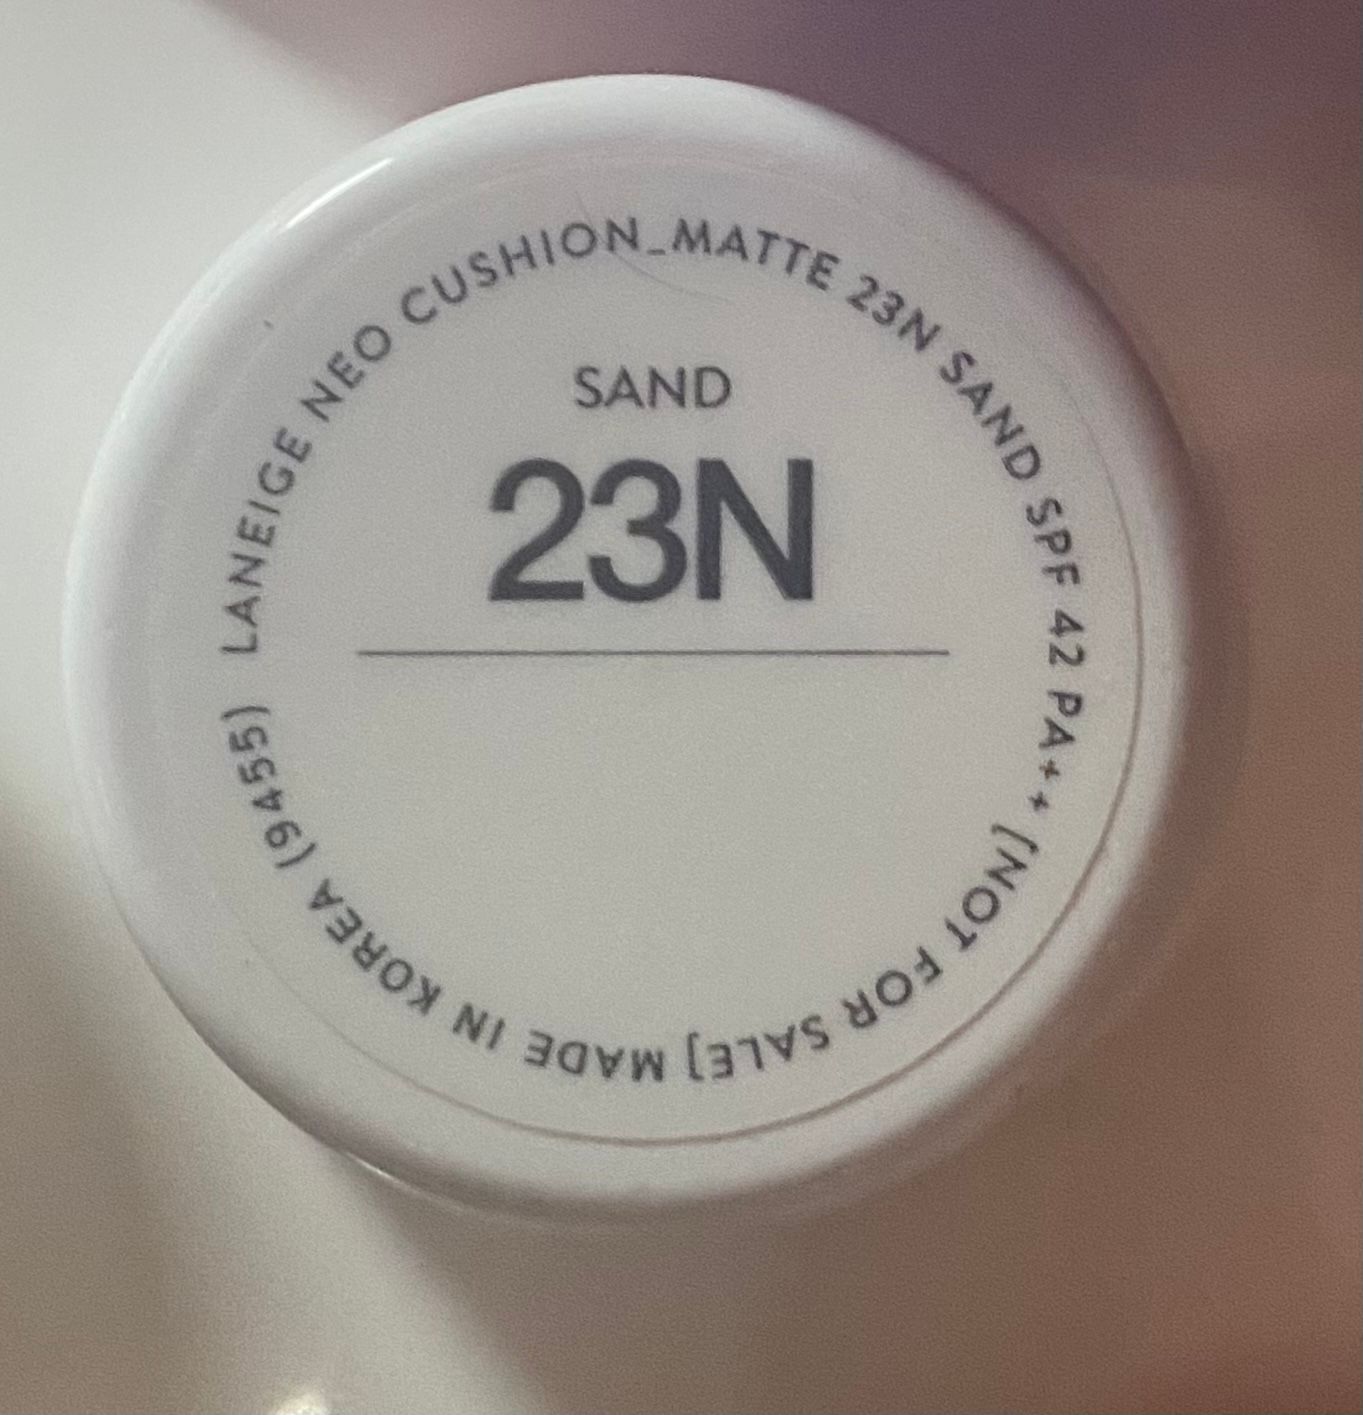 LANEIGE NEO CUSHION_MATTE 23N SAND SPF 42 PA++ [NOT FOR SALE] MADE IN KOREA (9455)
SAND
23N